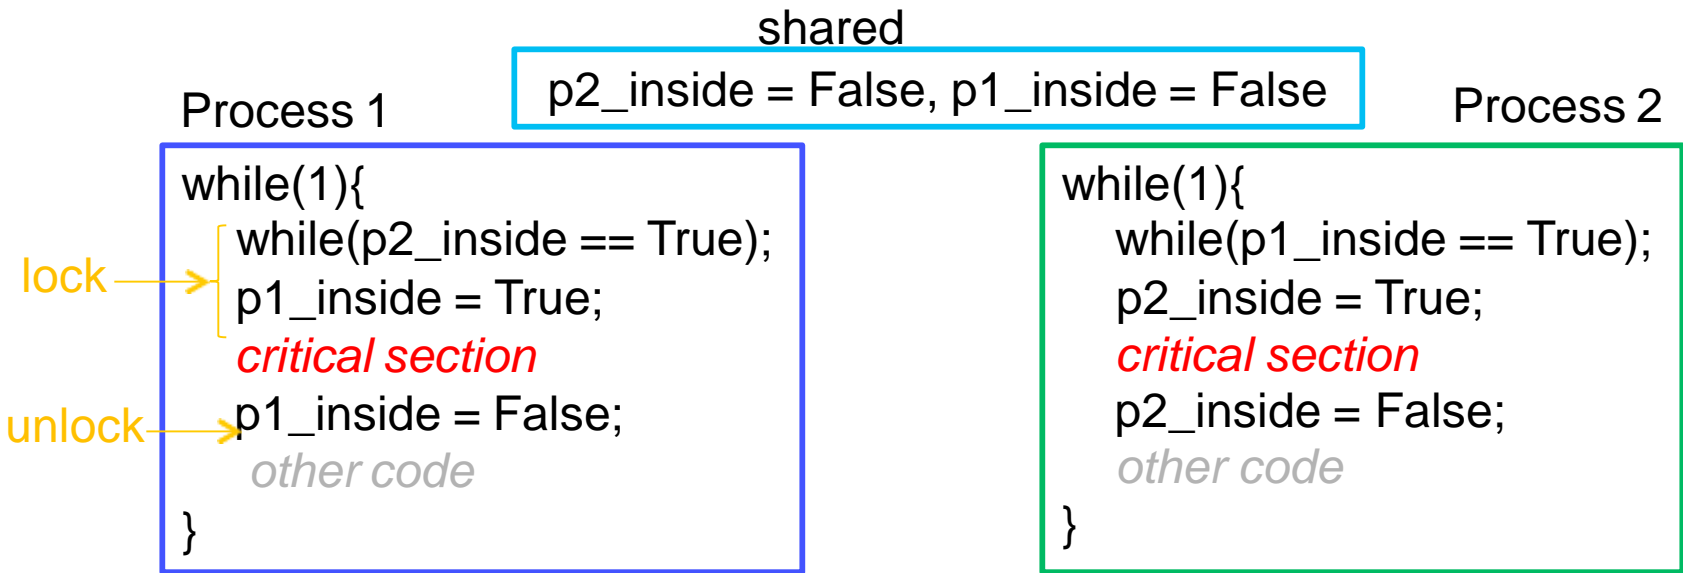 shared
p2_inside = False, p1_inside = False
Process 1
Process 2
while(1){
while(p2_inside == True);
p1_inside = True;
critical section
p1_inside = False;
other code
}
lock
unlock
while(1){
while(p1_inside == True);
p2_inside = True;
critical section
p2_inside = False;
other code
}